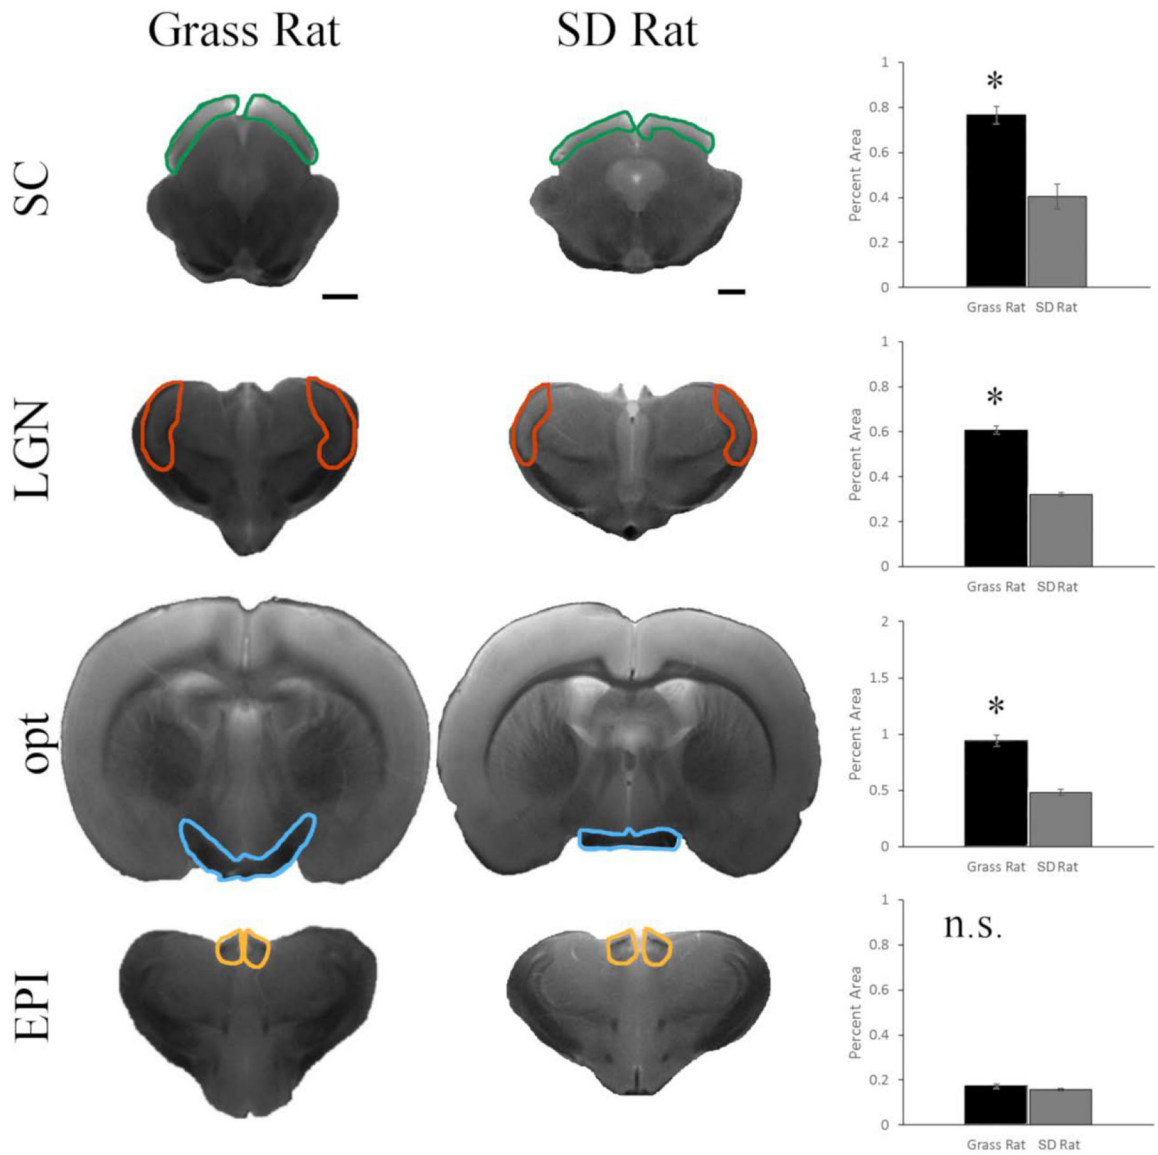 Grass Rat SD Rat
SC
1
*
0.8
0.6
Percent Area
0.4
0.2
0
Grass Rat SD Rat
LGN
1
0.8
*
0.6
Percent Area
0.4
0.2
0
Grass Rat SD Rat
opt
2
1.5
*
Percent Area
1
0.5
0
Grass Rat SD Rat
EPI
1
n.s.
0.8
0.6
Percent Area
0.4
0.2
0
Grass Rat SD Rat